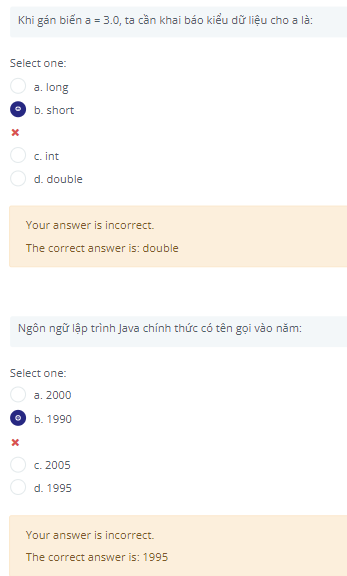 Khi gán biến a = 3.0, ta cần khai báo kiểu dữ liệu cho a là:
Select one:
a. long
b. short
c. int
d. double
Your answer is incorrect.
The correct answer is: double
Ngôn ngữ lập trình Java chính thức có tên gọi vào năm:
Select one:
a. 2000
b. 1990
c. 2005
d. 1995
Your answer is incorrect.
The correct answer is: 1995